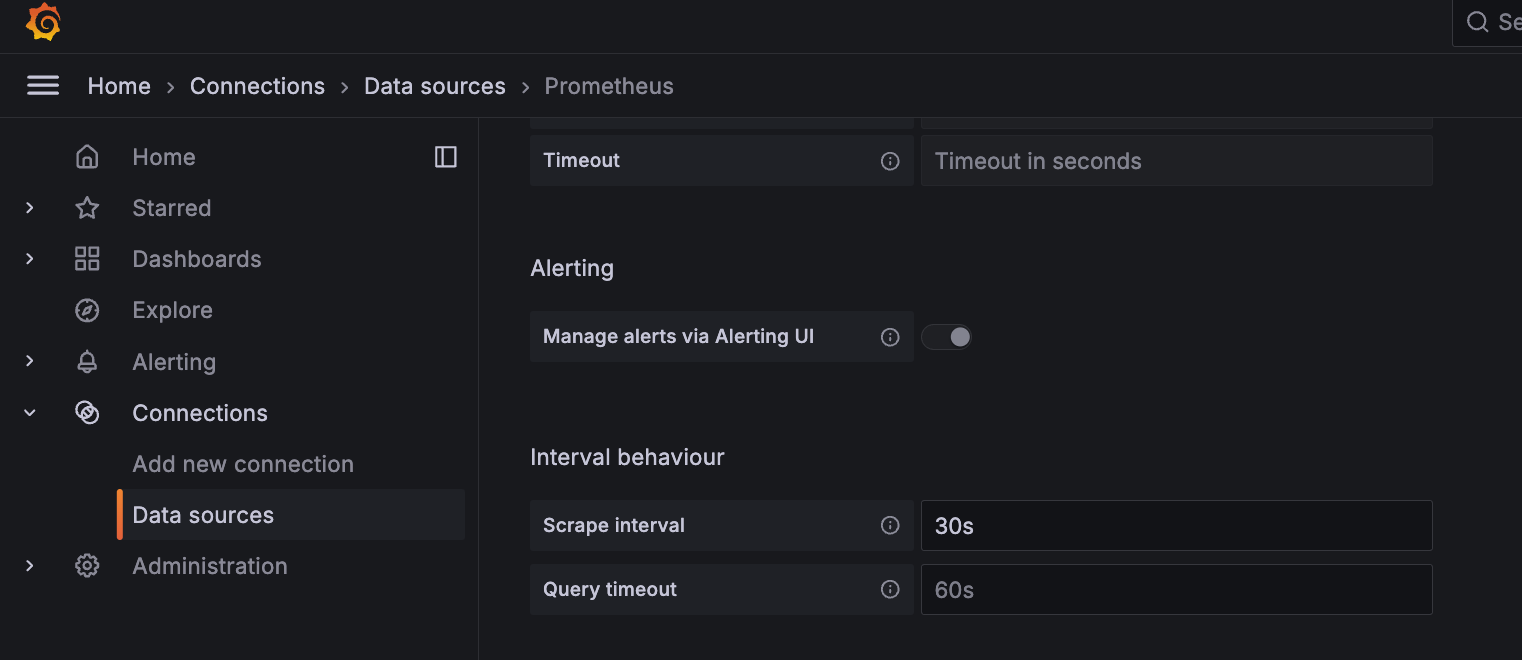 Se
Home › Connections › Data sources › Prometheus
Home
Starred
Dashboards
Explore
Alerting
Connections
Add new connection
Data sources
Administration
Timeout
Timeout in seconds
Alerting
Manage alerts via Alerting UI
Interval behaviour
Scrape interval
30s
Query timeout
60s